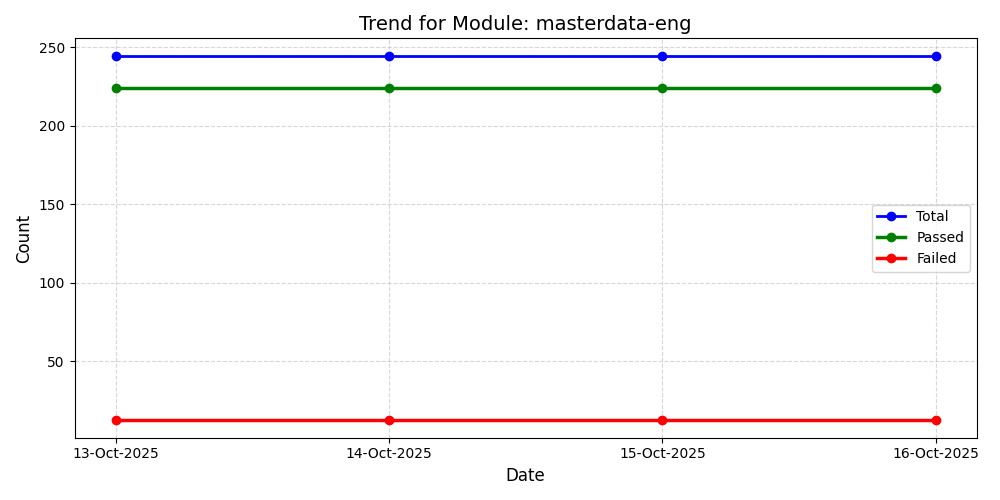 Trend for Module: masterdata-eng
250
200
150
100
50
Count
Total
Passed
Failed
13-Oct-2025
14-Oct-2025
15-Oct-2025
16-Oct-2025
Date